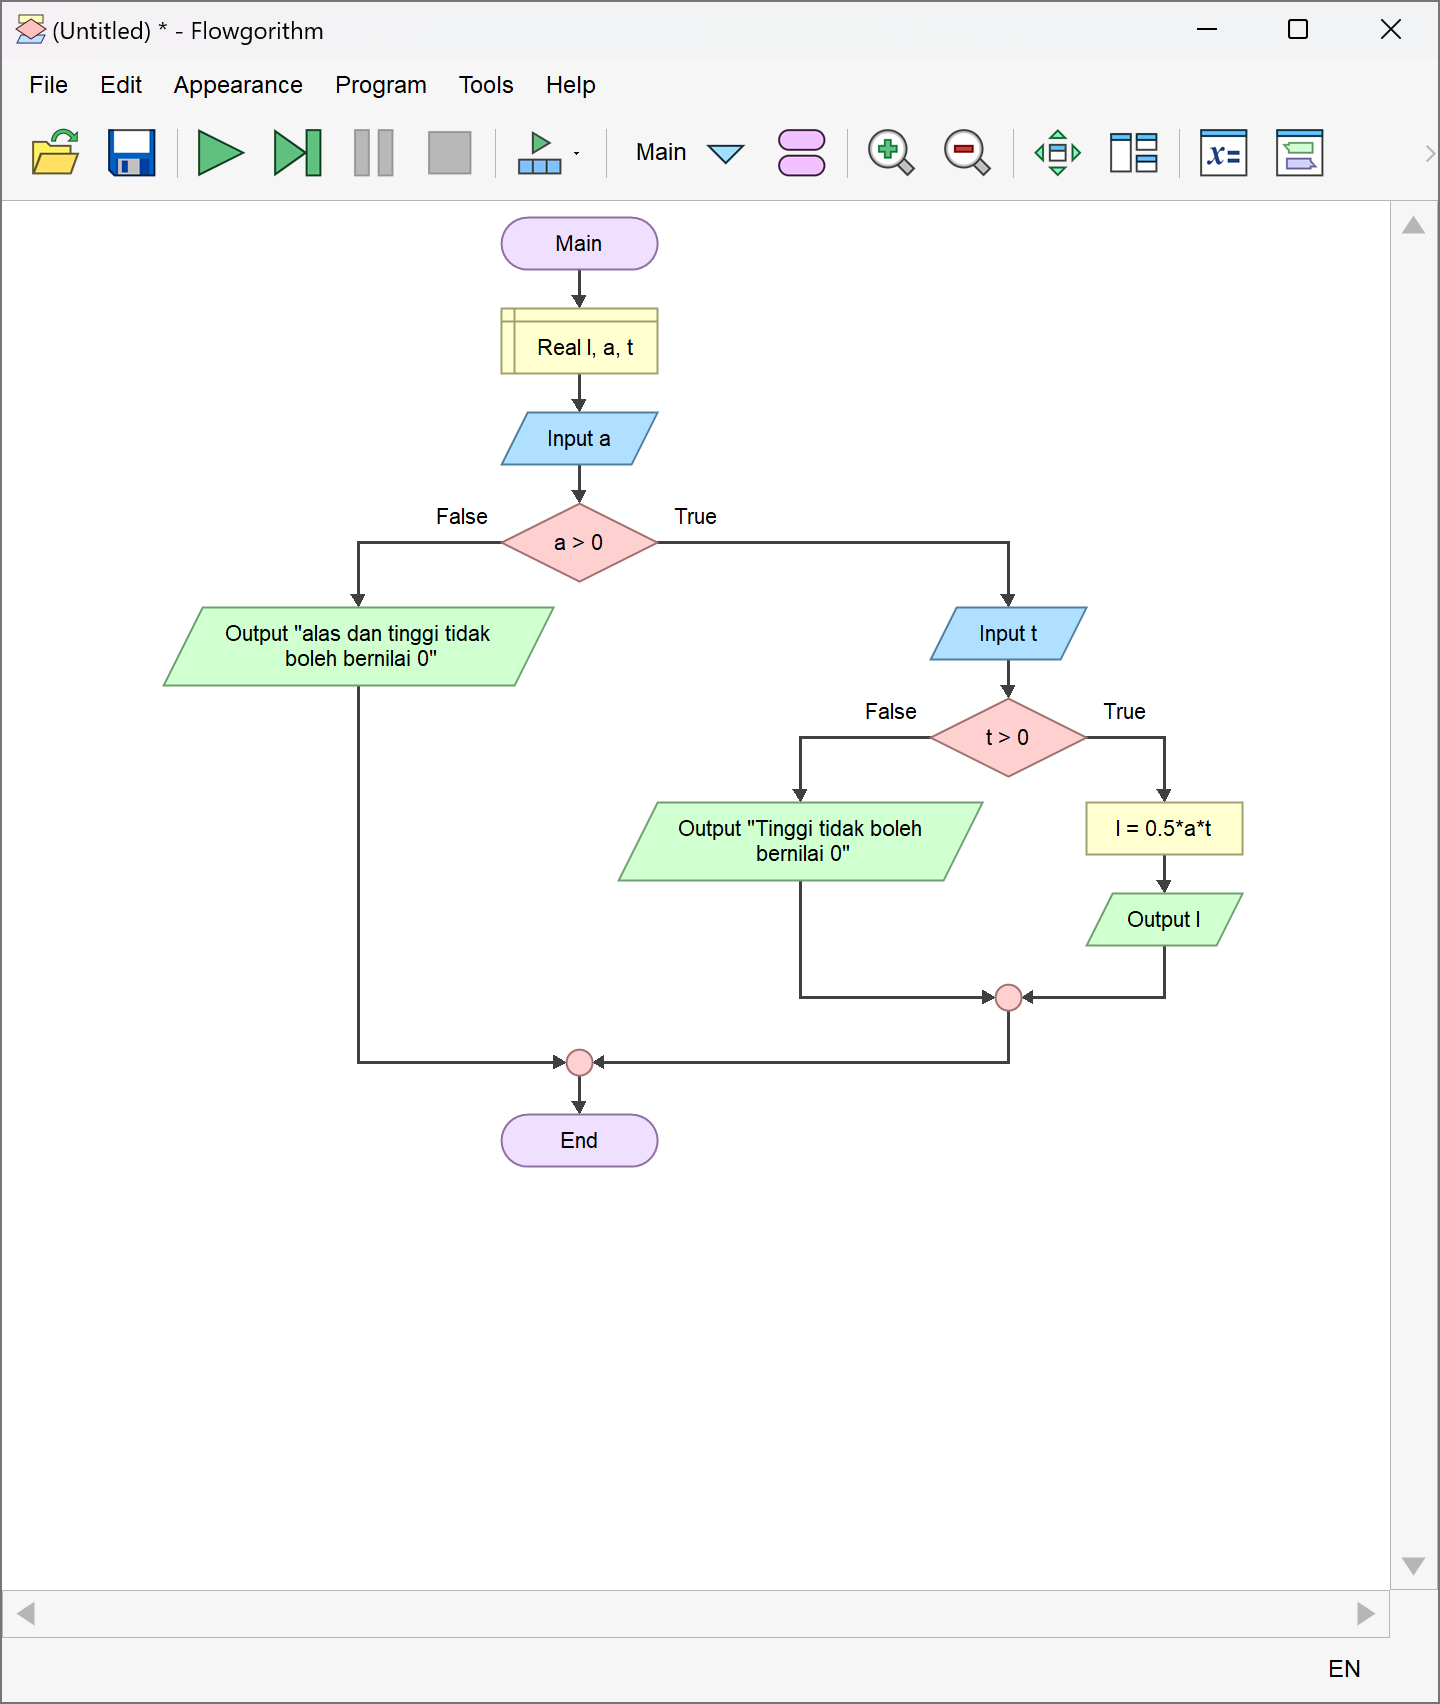 (Untitled) * - Flowgorithm
File Edit Appearance Program Tools Help
Main
x=
Main
Real l, a, t
Input a
False
True
a > 0
Output "alas dan tinggi tidak
boleh bernilai 0"
Input t
False
True
t > 0
Output "Tinggi tidak boleh
bernilai 0"
l = 0.5*a*t
Output l
End
EN